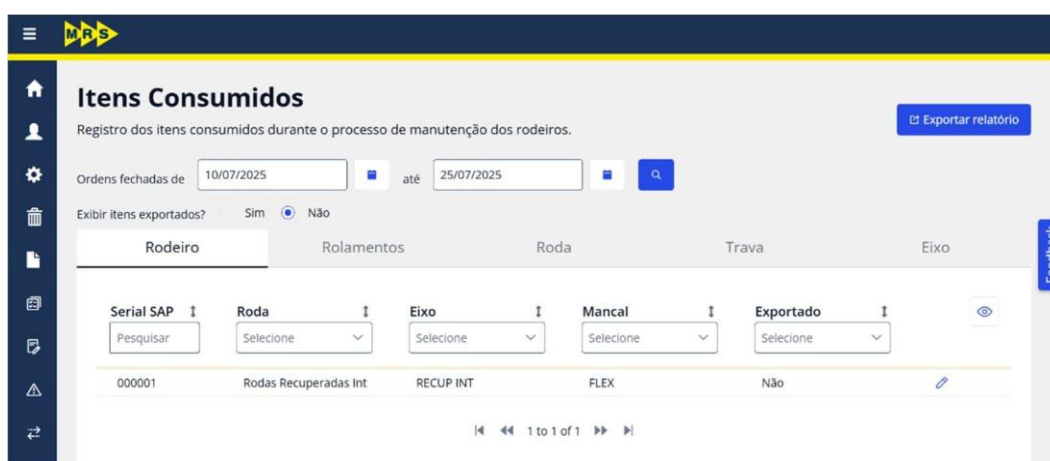 MRS
Itens Consumidos
Registro dos itens consumidos durante o processo de manutenção dos rodeiros.
Exportar relatório
Ordens fechadas de 10/07/2025 até 25/07/2025
Exibir itens exportados? Sim Não
Rodeiro Rolamentos Roda Trava Eixo
Feedback
Serial SAP Roda Eixo Mancal Exportado
Pesquisar Selecione Selecione Selecione Selecione
000001 Rodas Recuperadas Int RECUP INT FLEX Não
1 to 1 of 1